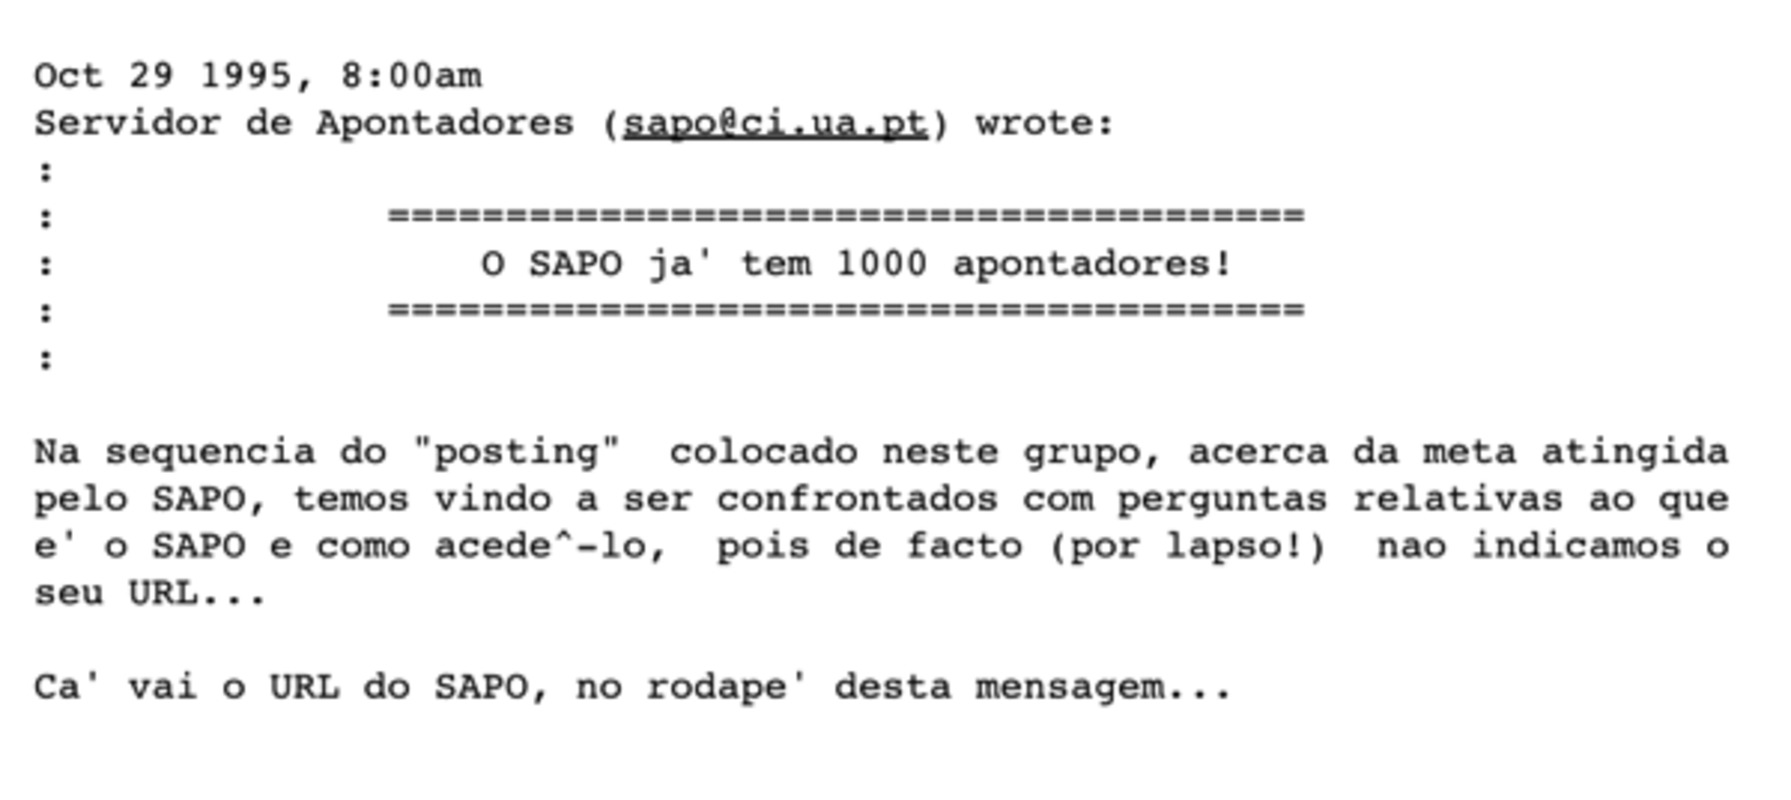 Oct 29 1995, 8:00am
Servidor de Apontadores (sapo@ci.ua.pt) wrote:
:
:              =======================================
:                  O SAPO ja' tem 1000 apontadores!
:              =======================================
:
Na sequencia do "posting"  colocado neste grupo, acerca da meta atingida
pelo SAPO, temos vindo a ser confrontados com perguntas relativas ao que
e' o SAPO e como acede^-lo,  pois de facto (por lapso!)  nao indicamos o
seu URL...
Ca' vai o URL do SAPO, no rodape' desta mensagem...